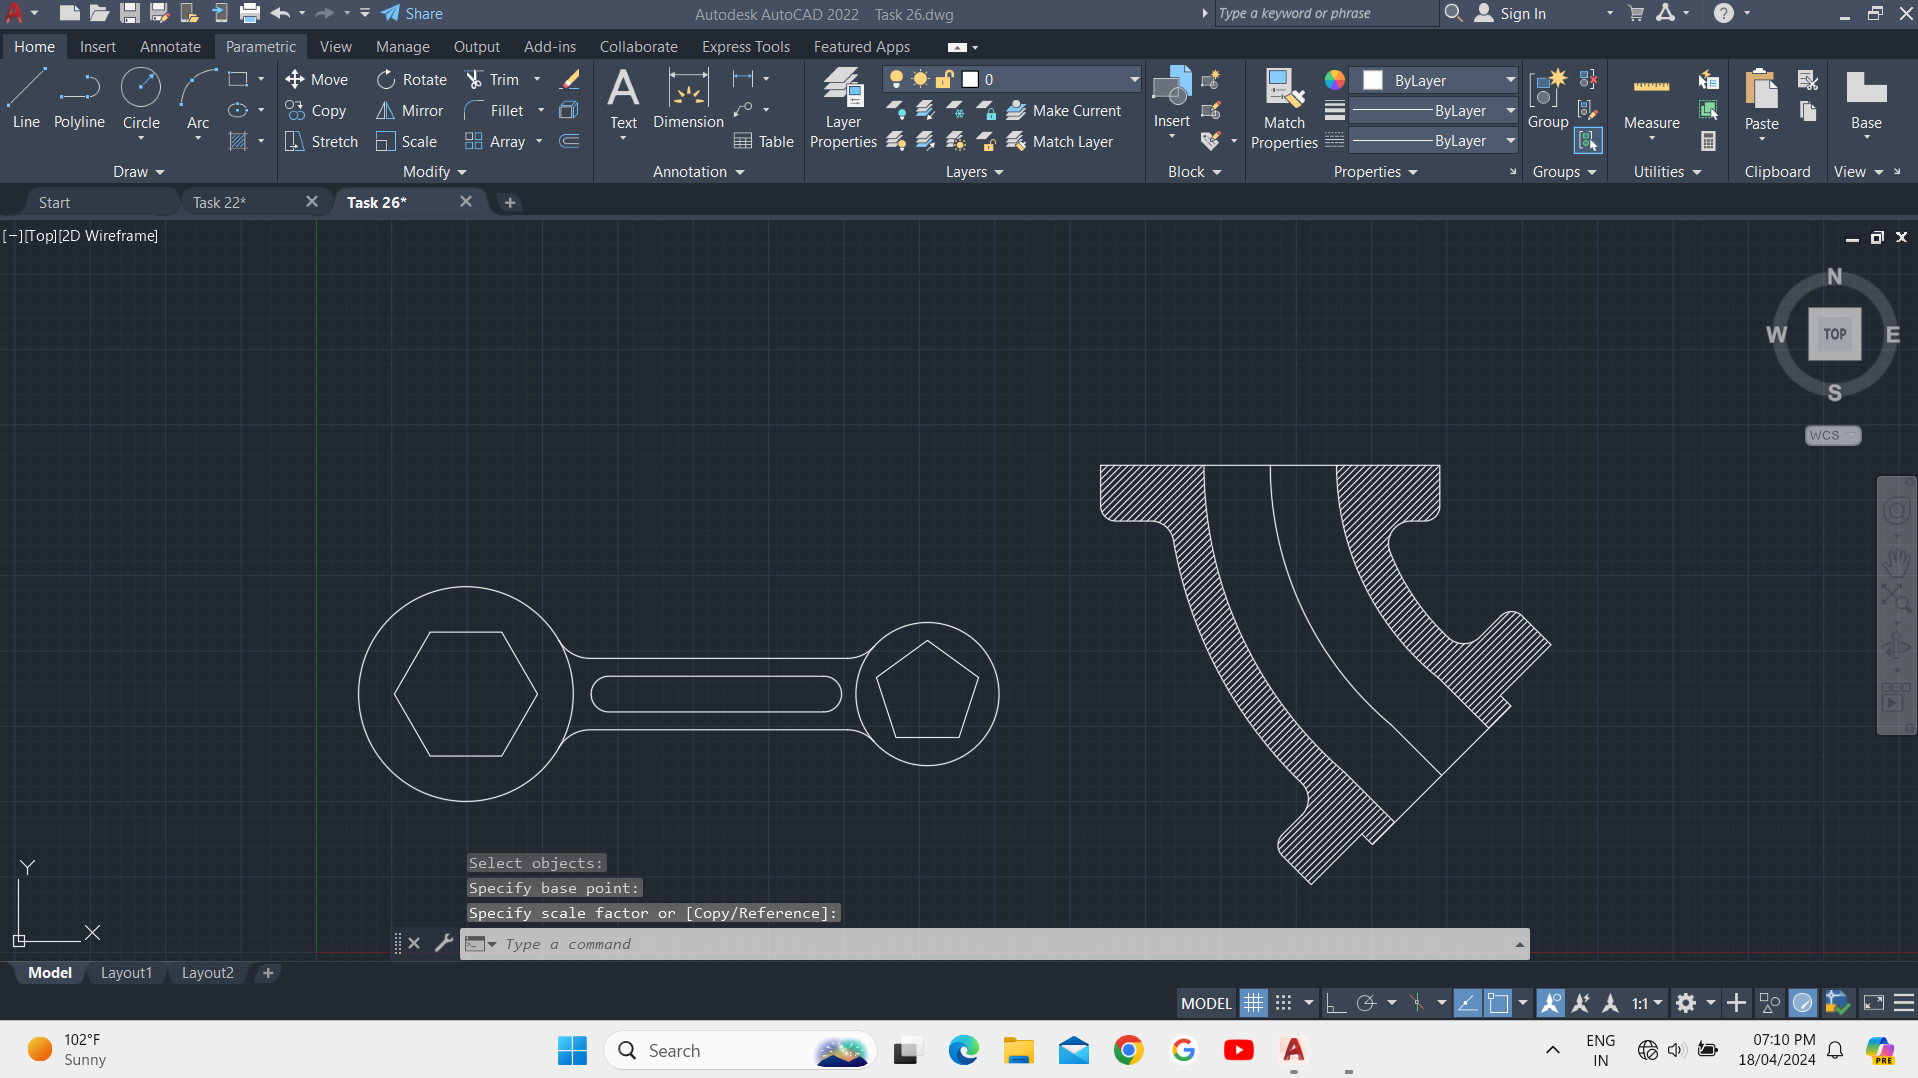 Share
Autodesk AutoCAD 2022 Task 26.dwg
Type a keyword or phrase
Sign In
Home Insert Annotate Parametric View Manage Output Add-ins Collaborate Express Tools Featured Apps
Line
Polyline
Circle
Arc
Draw
Move
Rotate
Trim
Copy
Mirror
Fillet
Stretch
Scale
Array
Modify
Text
Dimension
Table
Annotation
Layer
Properties
0
Make Current
Match Layer
Layers
Insert
Block
Match
Properties
ByLayer
ByLayer
ByLayer
Properties
Group
Groups
Measure
Utilities
Paste
Clipboard
Base
View
Start
Task 22*
Task 26*
[−][Top][2D Wireframe]
N
W
TOP
E
S
WCS
Y
X
Select objects:
Specify base point:
Specify scale factor or [Copy/Reference]:
Type a command
Model Layout1 Layout2
MODEL
1:1
102°F
Sunny
Search
ENG
IN
07:10 PM
18/04/2024
PRE